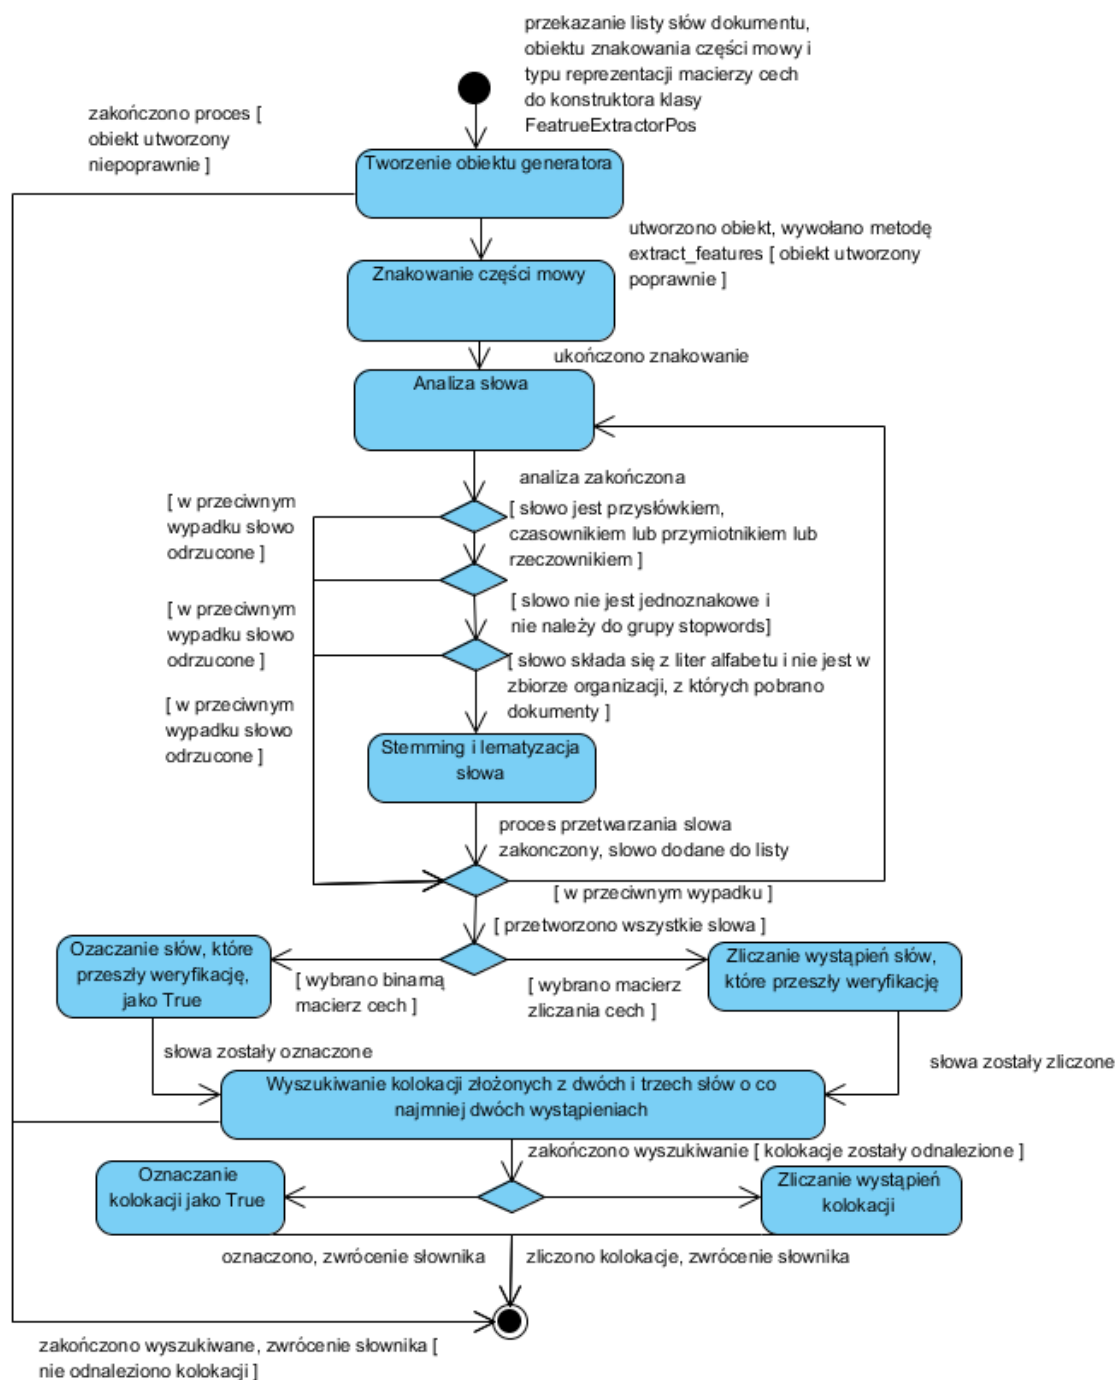 przekazanie listy słów dokumentu,
obiektu znakowania części mowy i
typu reprezentacji macierzy cech
do konstruktora klasy
FeatrueExtractorPos
zakończono proces [
obiekt utworzony
niepoprawnie ]
Tworzenie obiektu generatora
utworzono obiekt, wywołano metodę
extract_features [ obiekt utworzony
poprawnie ]
Znakowanie części mowy
ukończono znakowanie
Analiza słowa
analiza zakończona
[ w przeciwnym
wypadku słowo
odrzucone ]
[ słowo jest przysłówkiem,
czasownikiem lub przymiotnikiem lub
rzeczownikiem ]
[ w przeciwnym
wypadku słowo
odrzucone ]
[ slowo nie jest jednoznakowe i
nie należy do grupy stopwords]
[ słowo składa się z liter alfabetu i nie jest w
zbiorze organizacji, z których pobrano
dokumenty ]
[ w przeciwnym
wypadku słowo
odrzucone ]
Stemming i lematyzacja
słowa
proces przetwarzania slowa
zakonczony, slowo dodane do listy
[ w przeciwnym wypadku ]
[ przetworzono wszystkie slowa ]
Ozaczanie słów, które
przeszły weryfikację,
jako True
[ wybrano binarną
macierz cech ]
[ wybrano macierz
zliczania cech ]
Zliczanie wystąpień słów,
które przeszły weryfikację
słowa zostały oznaczone
słowa zostały zliczone
Wyszukiwanie kolokacji złożonych z dwóch i trzech słów o co
najmniej dwóch wystąpieniach
zakończono wyszukiwanie [ kolokacje zostały odnalezione ]
Oznaczanie
kolokacji jako True
Zliczanie wystąpień
kolokacji
oznaczono, zwrócenie słownika
zliczono kolokacje, zwrócenie słownika
zakończono wyszukiwane, zwrócenie słownika [
nie odnaleziono kolokacji ]